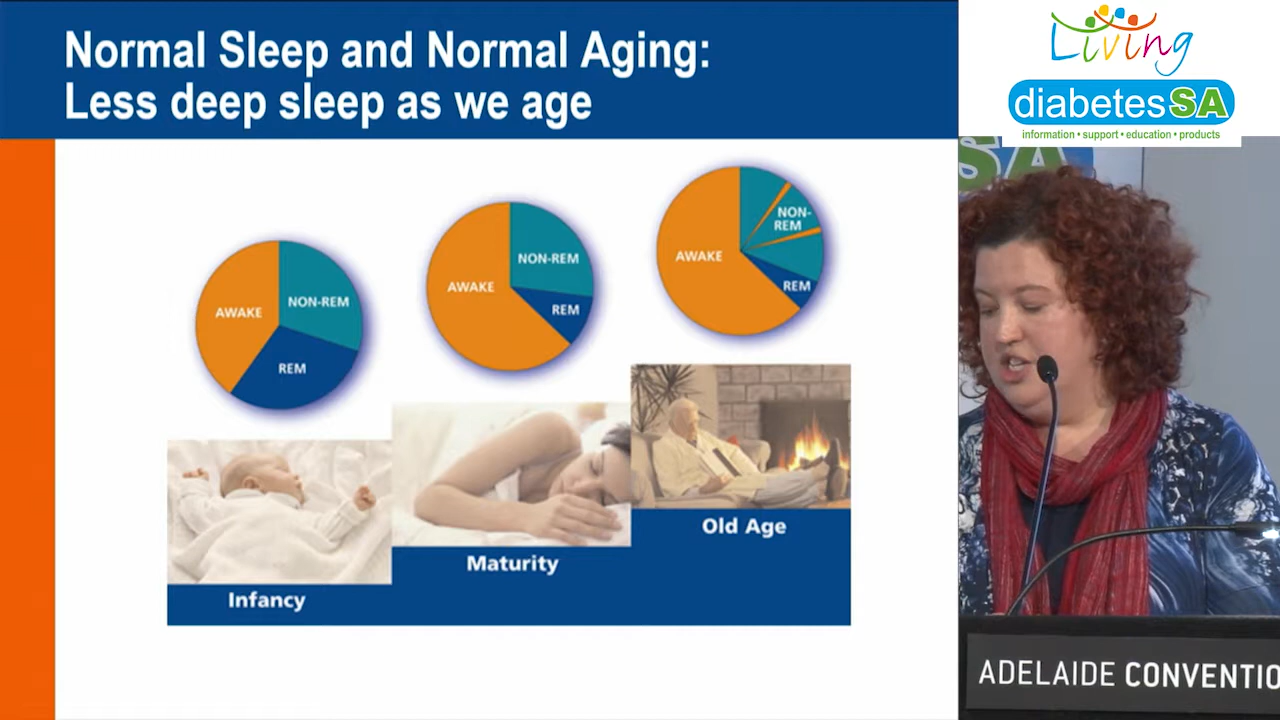 Normal Sleep and Normal Aging:
Less deep sleep as we age
Living
diabetesSA
information • support • education • products
SA
AWAKE
NON-REM
REM
AWAKE
NON-REM
REM
AWAKE
NON-
REM
REM
Infancy
Maturity
Old Age
ADELAIDE CONVENTIO